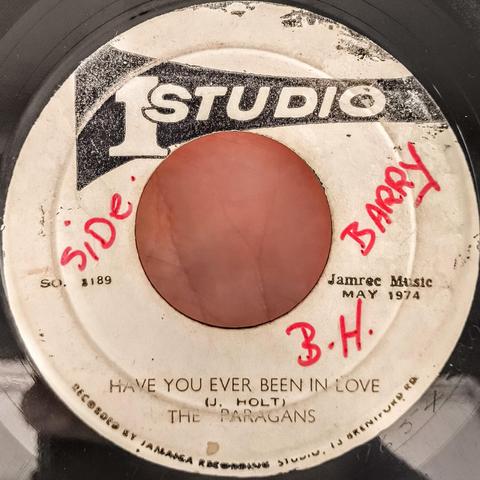 1 STUDIO
SiDe.
BARRY
SO. 1189
Jamrec Music
MAY 1974
B.H.
HAVE YOU EVER BEEN IN LOVE
(J. HOLT)
THE PARAGANS
RECORDED BY JAMAICA RECORDING STUDIO, 13 BRENTFORD RD.